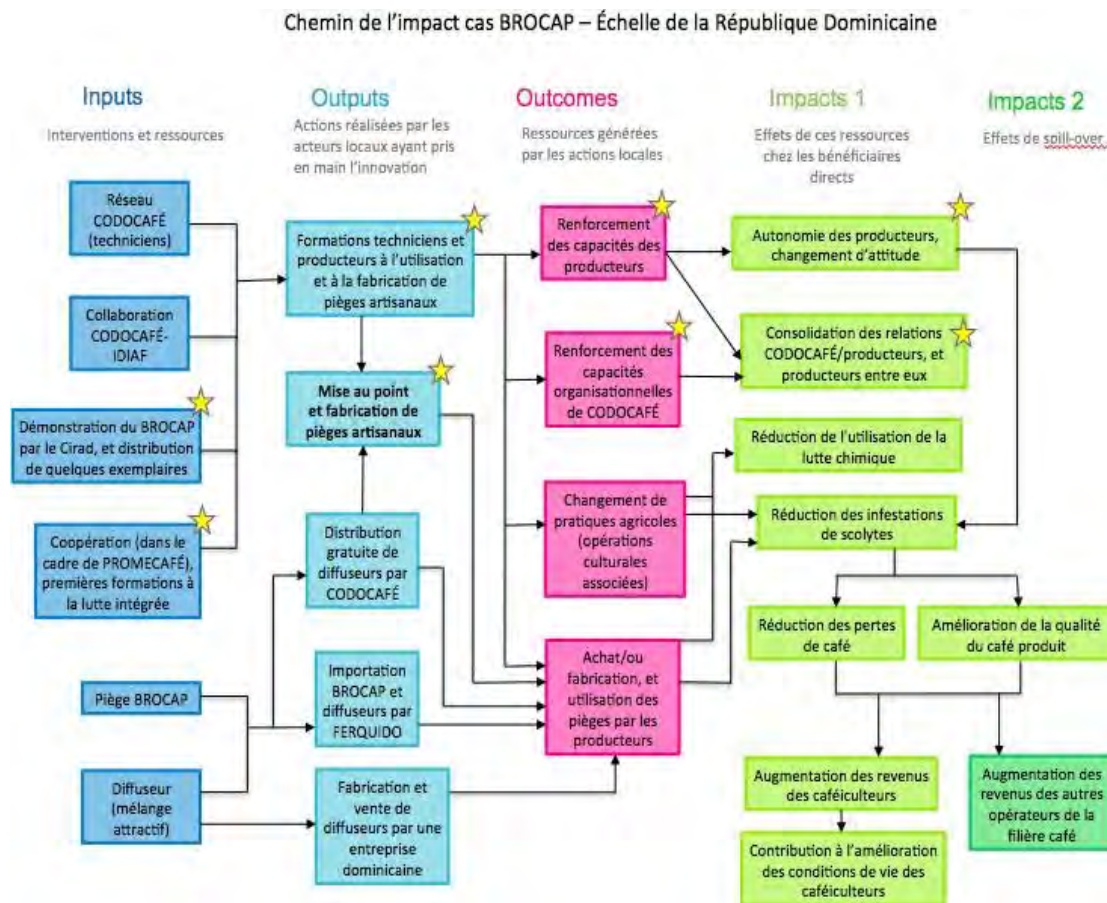 Chemin de l'impact cas BROCAP – Échelle de la République Dominicaine
Inputs
Interventions et ressources
Réseau
CODOCAFÉ
(techniciens)
Collaboration
CODOCAFÉ-
IDIAF
Démonstration du BROCAP
par le Cirad, et distribution
de quelques exemplaires
Coopération (dans le
cadre de PROMECAFÉ),
premières formations à
la lutte intégrée
Piège BROCAP
Diffuseur
(mélange
attractif)
Outputs
Actions réalisées par les
acteurs locaux ayant pris
en main l'innovation
Formations techniciens et
producteurs à l'utilisation
et à la fabrication de
pièges artisanaux
Mise au point
et fabrication de
pièges artisanaux
Distribution
gratuite de
diffuseurs par
CODOCAFÉ
Importation
BROCAP et
diffuseurs par
FERQUIDO
Fabrication et
vente de
diffuseurs par une
entreprise
dominicaine
Outcomes
Ressources générées
par les actions locales
Renforcement
des capacités des
producteurs
Renforcement des
capacités
organisationnelles
de CODOCAFÉ
Changement de
pratiques agricoles
(opérations
culturales
associées)
Achat/ou
fabrication, et
utilisation des
pièges par les
producteurs
Impacts 1
Effets de ces ressources
chez les bénéficiaires
directs
Autonomie des producteurs,
changement d'attitude
Consolidation des relations
CODOCAFÉ/producteurs, et
producteurs entre eux
Réduction de l'utilisation de la
lutte chimique
Réduction des infestations
de scolytes
Réduction des pertes
de café
Amélioration de la qualité
du café produit
Augmentation des revenus
des caféiculteurs
Contribution à l'amélioration
des conditions de vie des
caféiculteurs
Impacts 2
Effets de spill-over
Augmentation des
revenus des autres
opérateurs de la
filière café